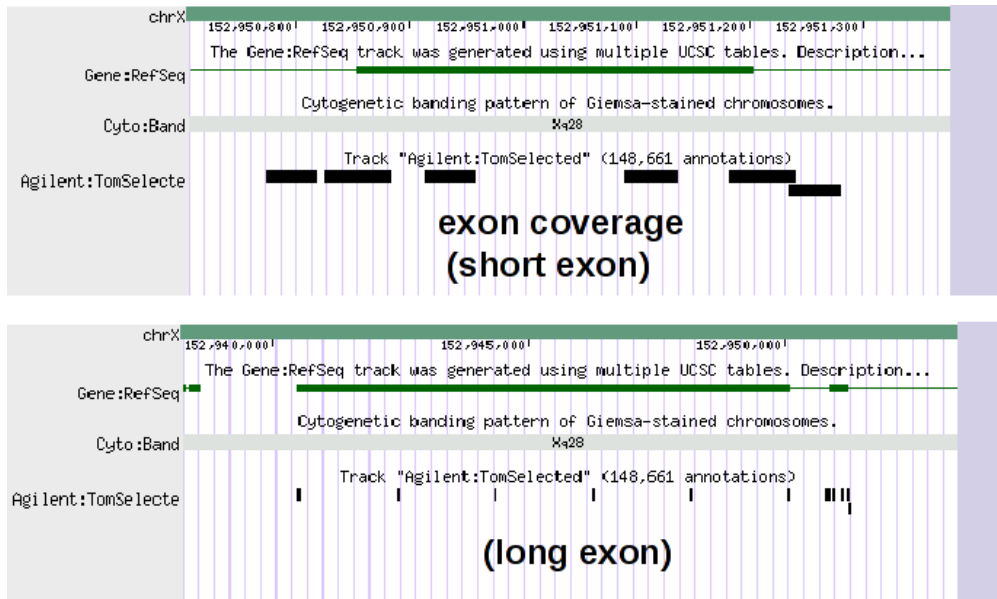 chrX
152,950,800 152,950,900 152,951,000 152,951,100 152,951,200 152,951,300
The Gene:RefSeq track was generated using multiple UCSC tables. Description...
Gene:RefSeq
Cytogenetic banding pattern of Giemsa-stained chromosomes.
Cyto:Band
Xq28
Track "Agilent:TomSelected" (148,661 annotations)
Agilent:TomSelecte
exon coverage
(short exon)
chrX
152,940,000 152,945,000 152,950,000
The Gene:RefSeq track was generated using multiple UCSC tables. Description...
Gene:RefSeq
Cytogenetic banding pattern of Giemsa-stained chromosomes.
Cyto:Band
Xq28
Track "Agilent:TomSelected" (148,661 annotations)
Agilent:TomSelecte
(long exon)